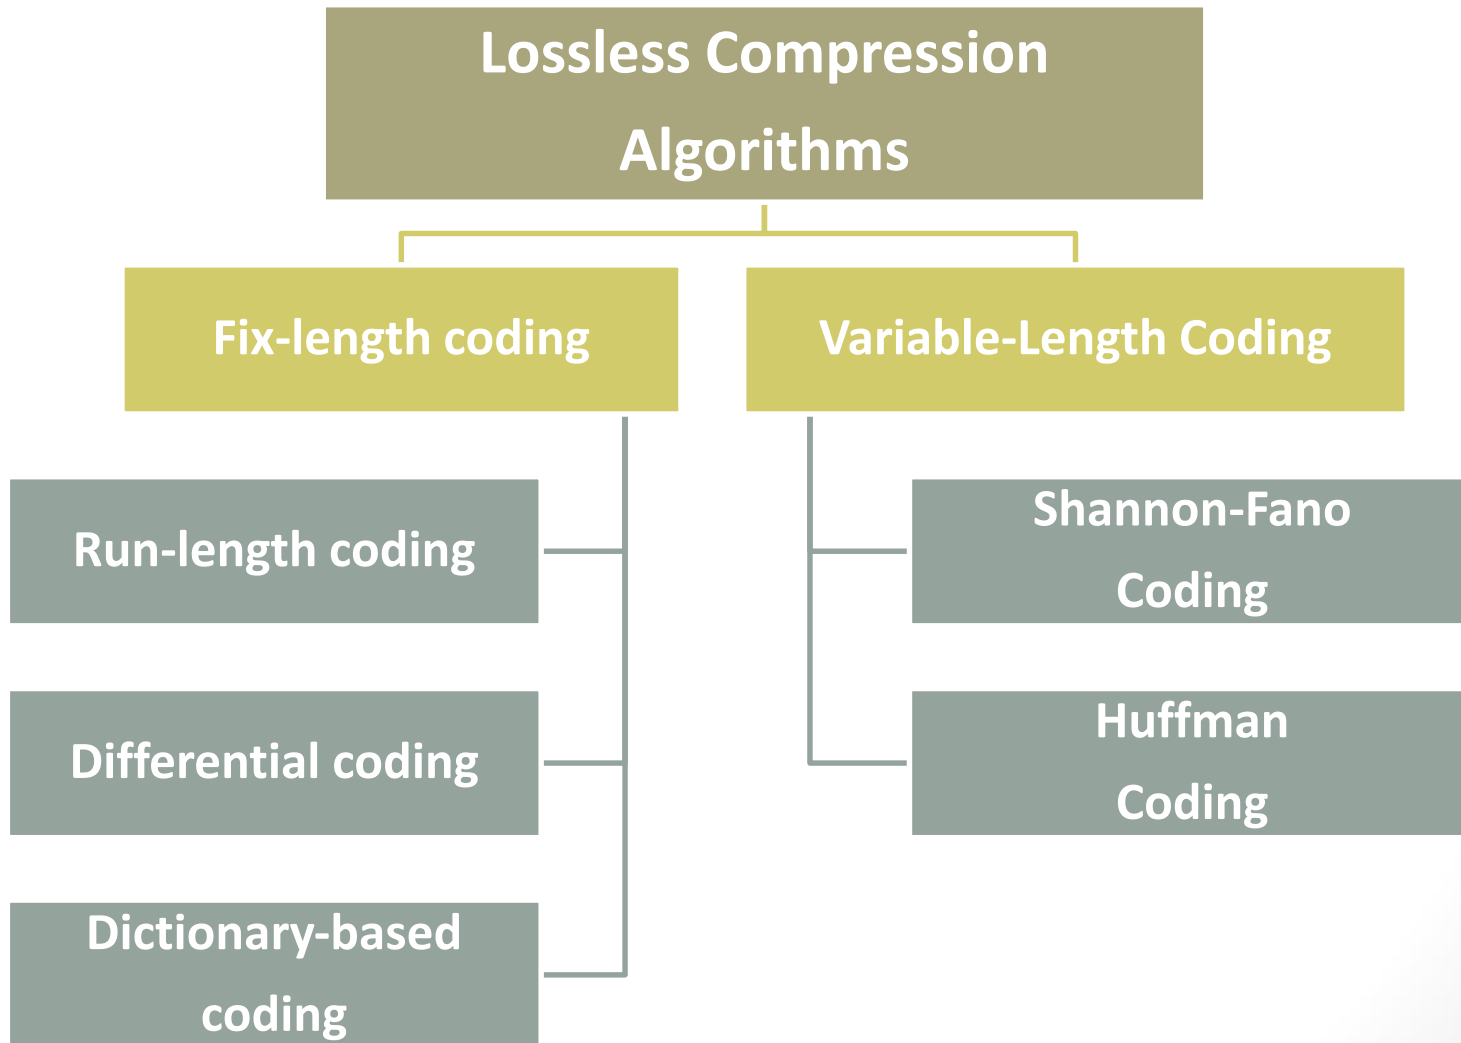 Lossless Compression
Algorithms
Fix-length coding
Variable-Length Coding
Run-length coding
Differential coding
Dictionary-based
coding
Shannon-Fano
Coding
Huffman
Coding